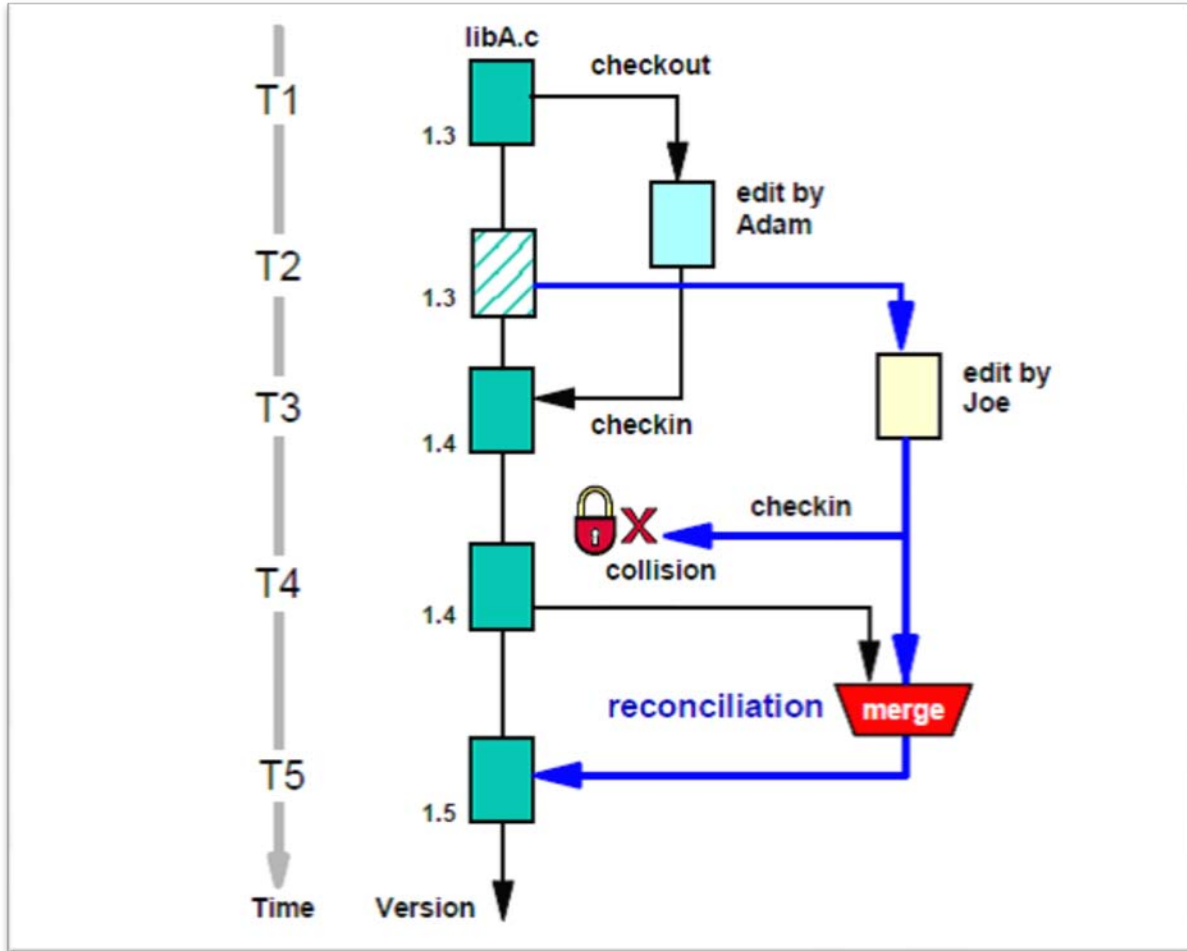 libA.c
checkout
T1
1.3
edit by
Adam
T2
1.3
edit by
Joe
T3
checkin
1.4
checkin
X
collision
T4
1.4
reconciliation
merge
T5
1.5
Time
Version